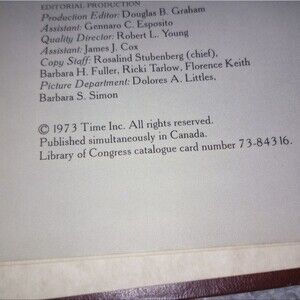 EDITORIAL PRODUCTION
Production Editor: Douglas B. Graham
Assistant: Gennaro C. Esposito
Quality Director: Robert L. Young
Assistant: James J. Cox
Copy Staff: Rosalind Stubenberg (chief),
Barbara H. Fuller, Ricki Tarlow, Florence Keith
Picture Department: Dolores A. Littles,
Barbara S. Simon
© 1973 Time Inc. All rights reserved.
Published simultaneously in Canada.
Library of Congress catalogue card number 73-84316.